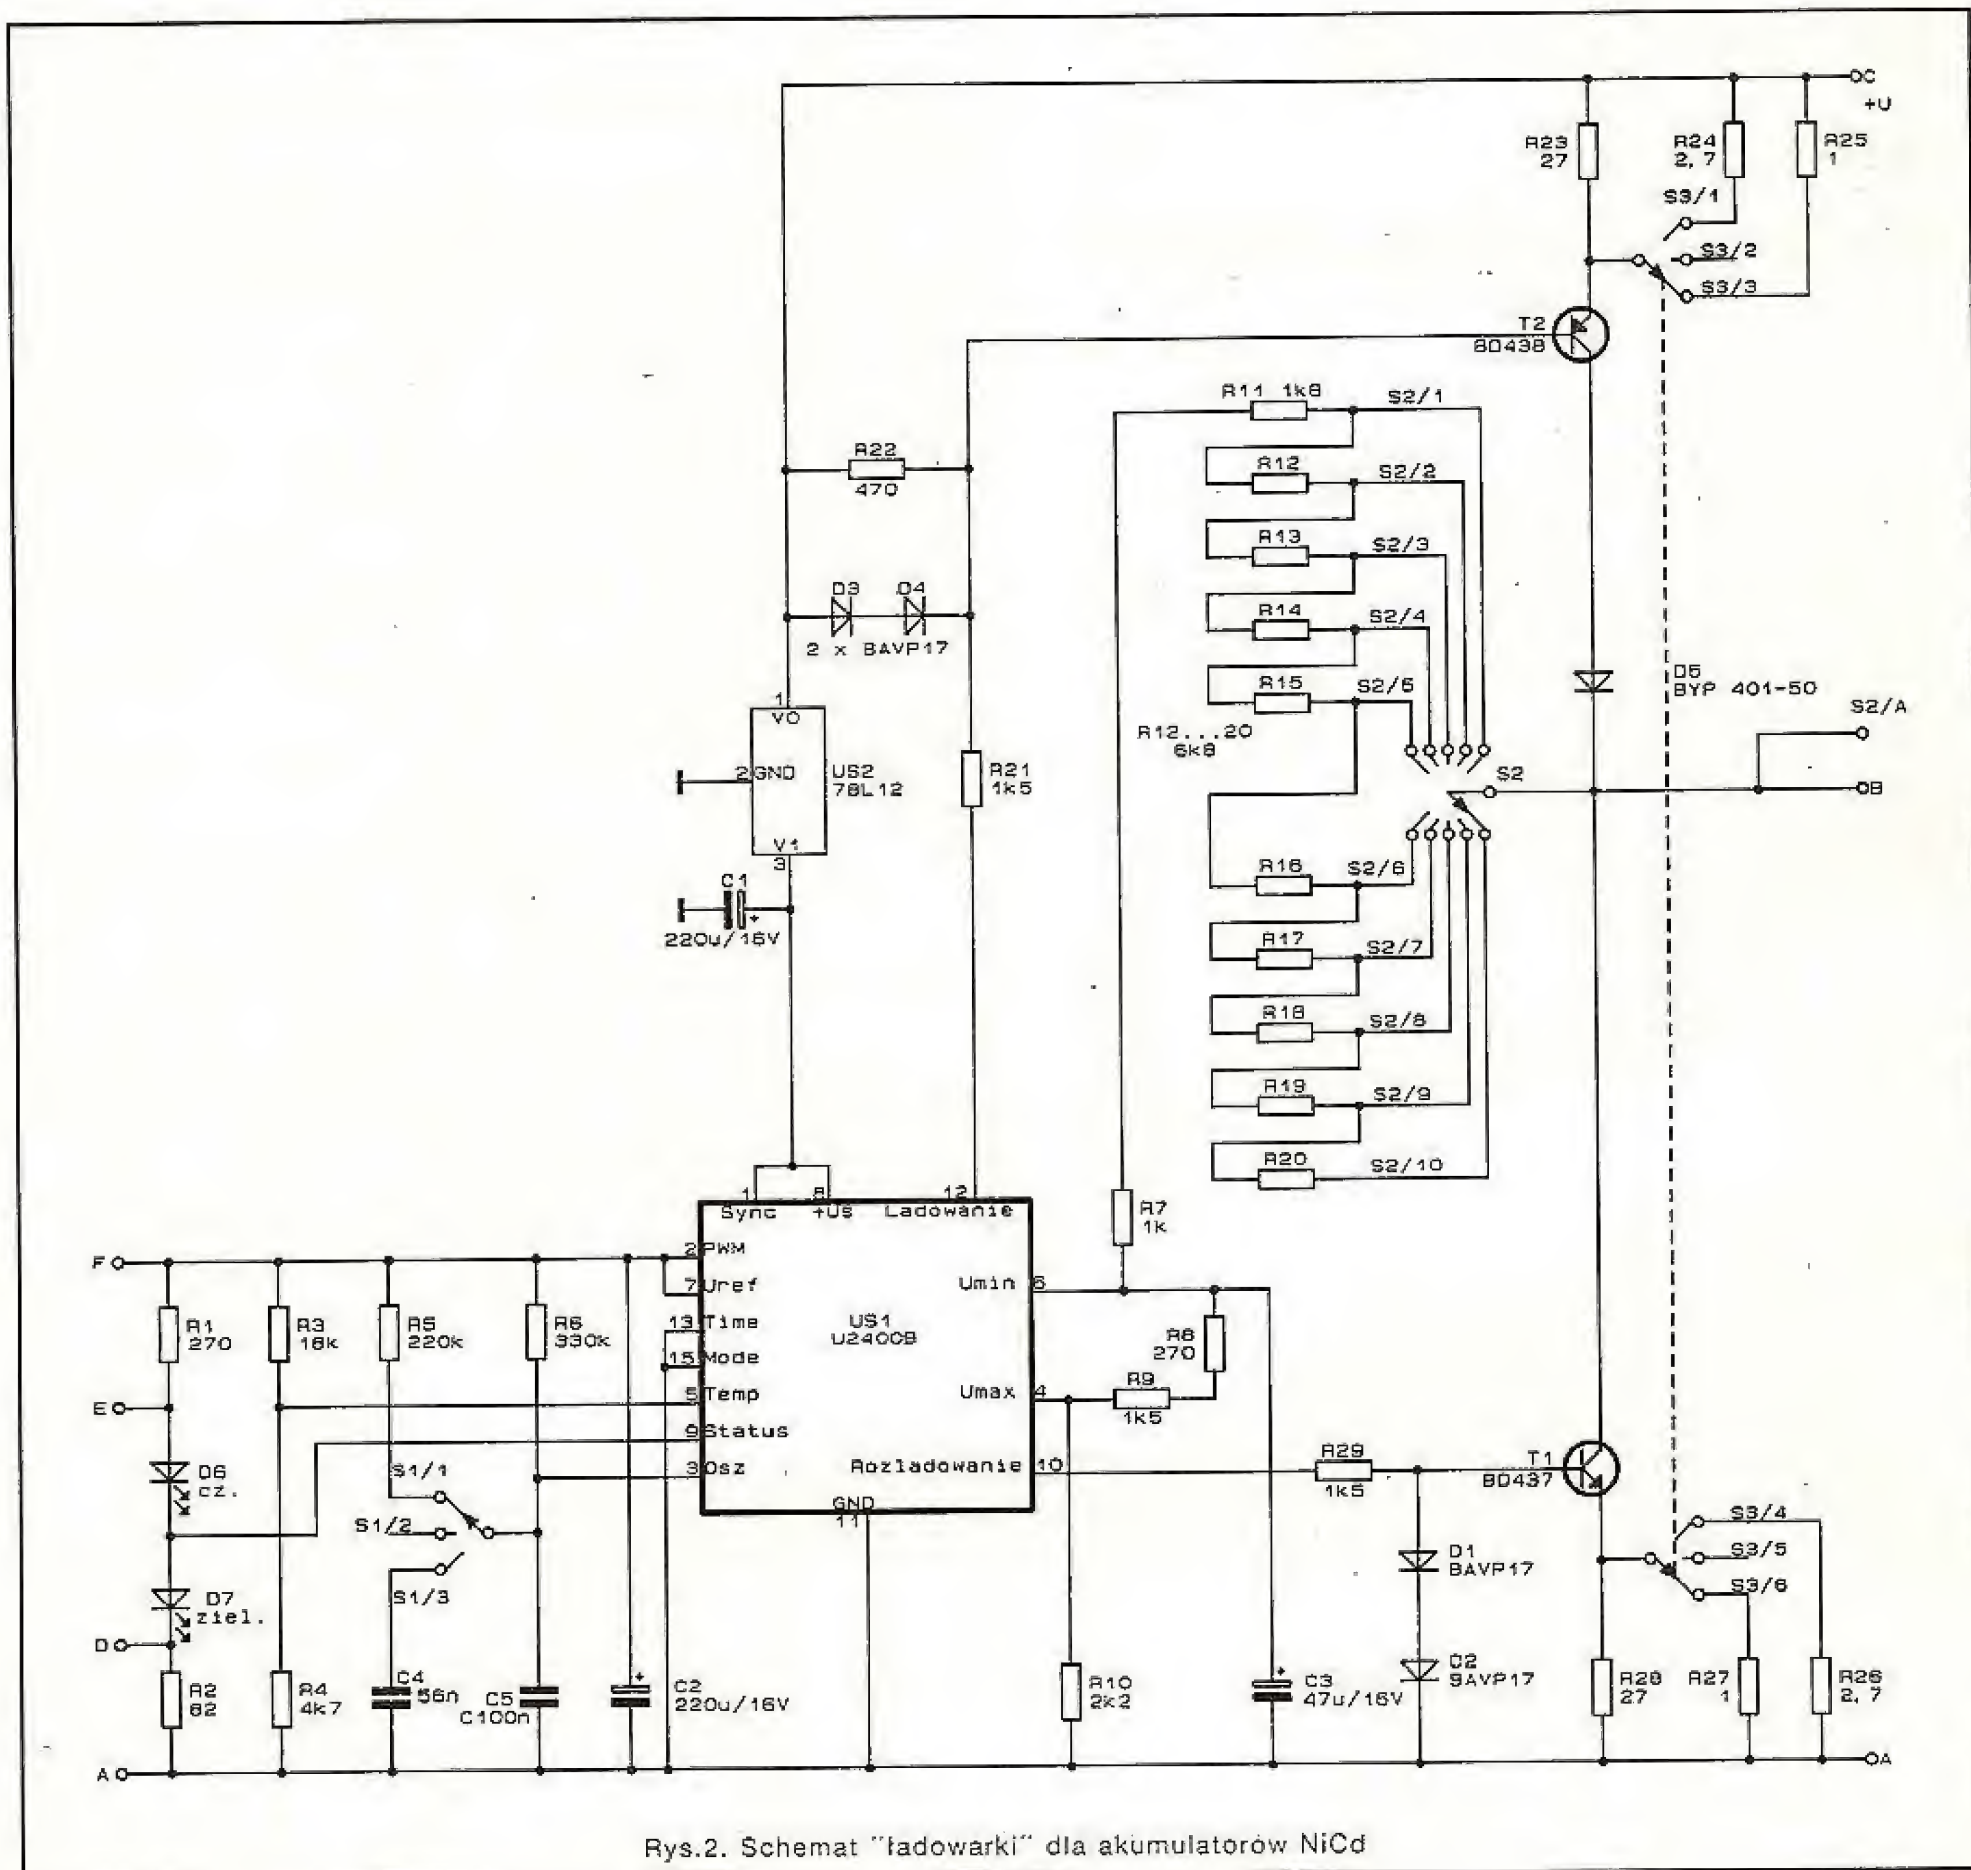 C
+U
R23
27
R24
2,7
R25
1
S3/1
S3/2
S3/3
T2
BD438
R11 1k8
S2/1
R22
470
R12
S2/2
R13
S2/3
D3
D4
2 x BAVP17
R14
S2/4
R15
S2/5
R12...20
6k8
D5
BYP 401-50
S2/A
S2
B
1
VO
2
GND
US2
78L12
V1
3
R21
1k5
C1
+
220u/16V
R16
S2/6
R17
S2/7
R18
S2/8
R19
S2/9
R20
S2/10
1
8
12
Sync
+Us
Ladowanie
R7
1k
F
2
PWM
7
Uref
13
Time
15
Mode
5
Temp
9
Status
3
Osz
US1
U2400B
Umin
6
Umax
4
Rozladowanie
10
GND
11
R1
270
R3
18k
R5
220k
R6
330k
R8
270
R9
1k5
E
D6
cz.
S1/1
S1/2
S1/3
R29
1k5
T1
BD437
S3/4
S3/5
S3/6
D7
ziel.
D
D1
BAVP17
R2
82
R4
4k7
C4
56n
C5
C100n
+
C2
220u/16V
R10
2k2
+
C3
47u/16V
C2
9AVP17
R28
27
R27
1
R26
2,7
A
A
Rys.2. Schemat "ładowarki" dla akumulatorów NiCd